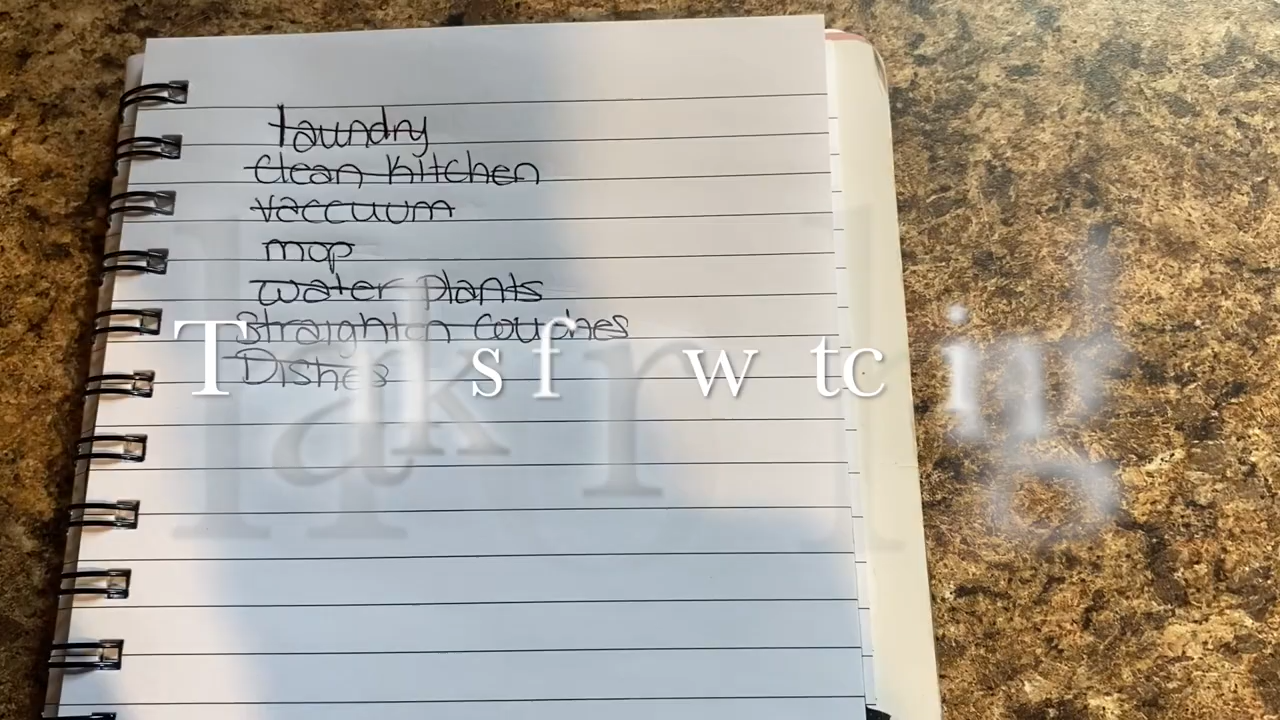 laundry
Clean Kitchen
vaccuum
mop
water plants
Straighten couches
Dishes